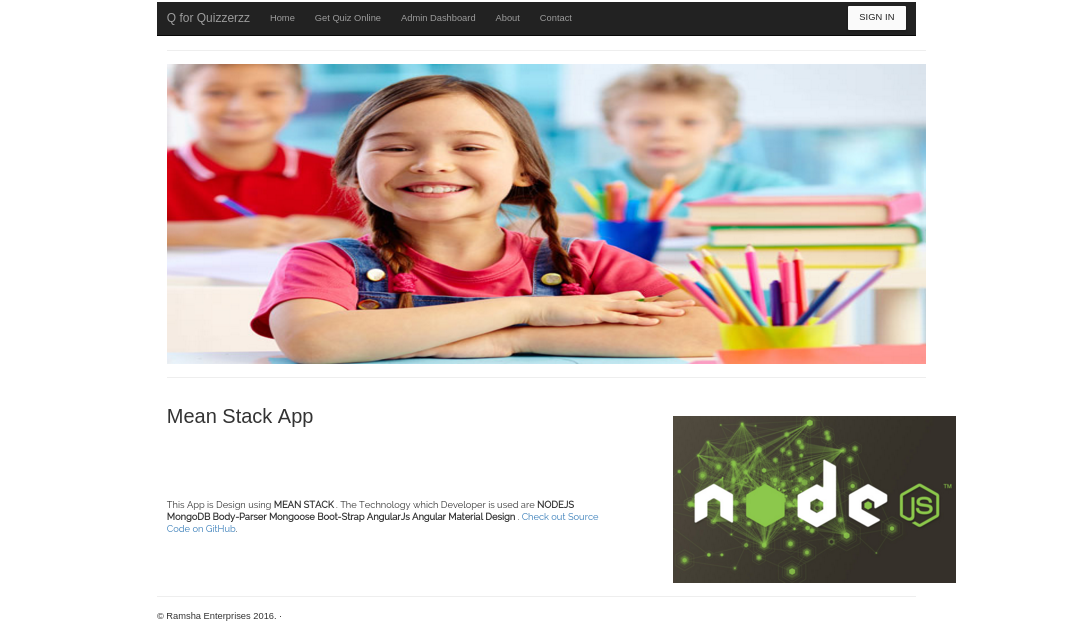 Q for Quizzerzz Home Get Quiz Online Admin Dashboard About Contact SIGN IN
Mean Stack App
This App is Design using MEAN STACK . The Technology which Developer is used are NODEJS
MongoDB Body-Parser Mongoose Boot-Strap AngularJs Angular Material Design . Check out Source
Code on GitHub.
node JS ™
© Ramsha Enterprises 2016. ·